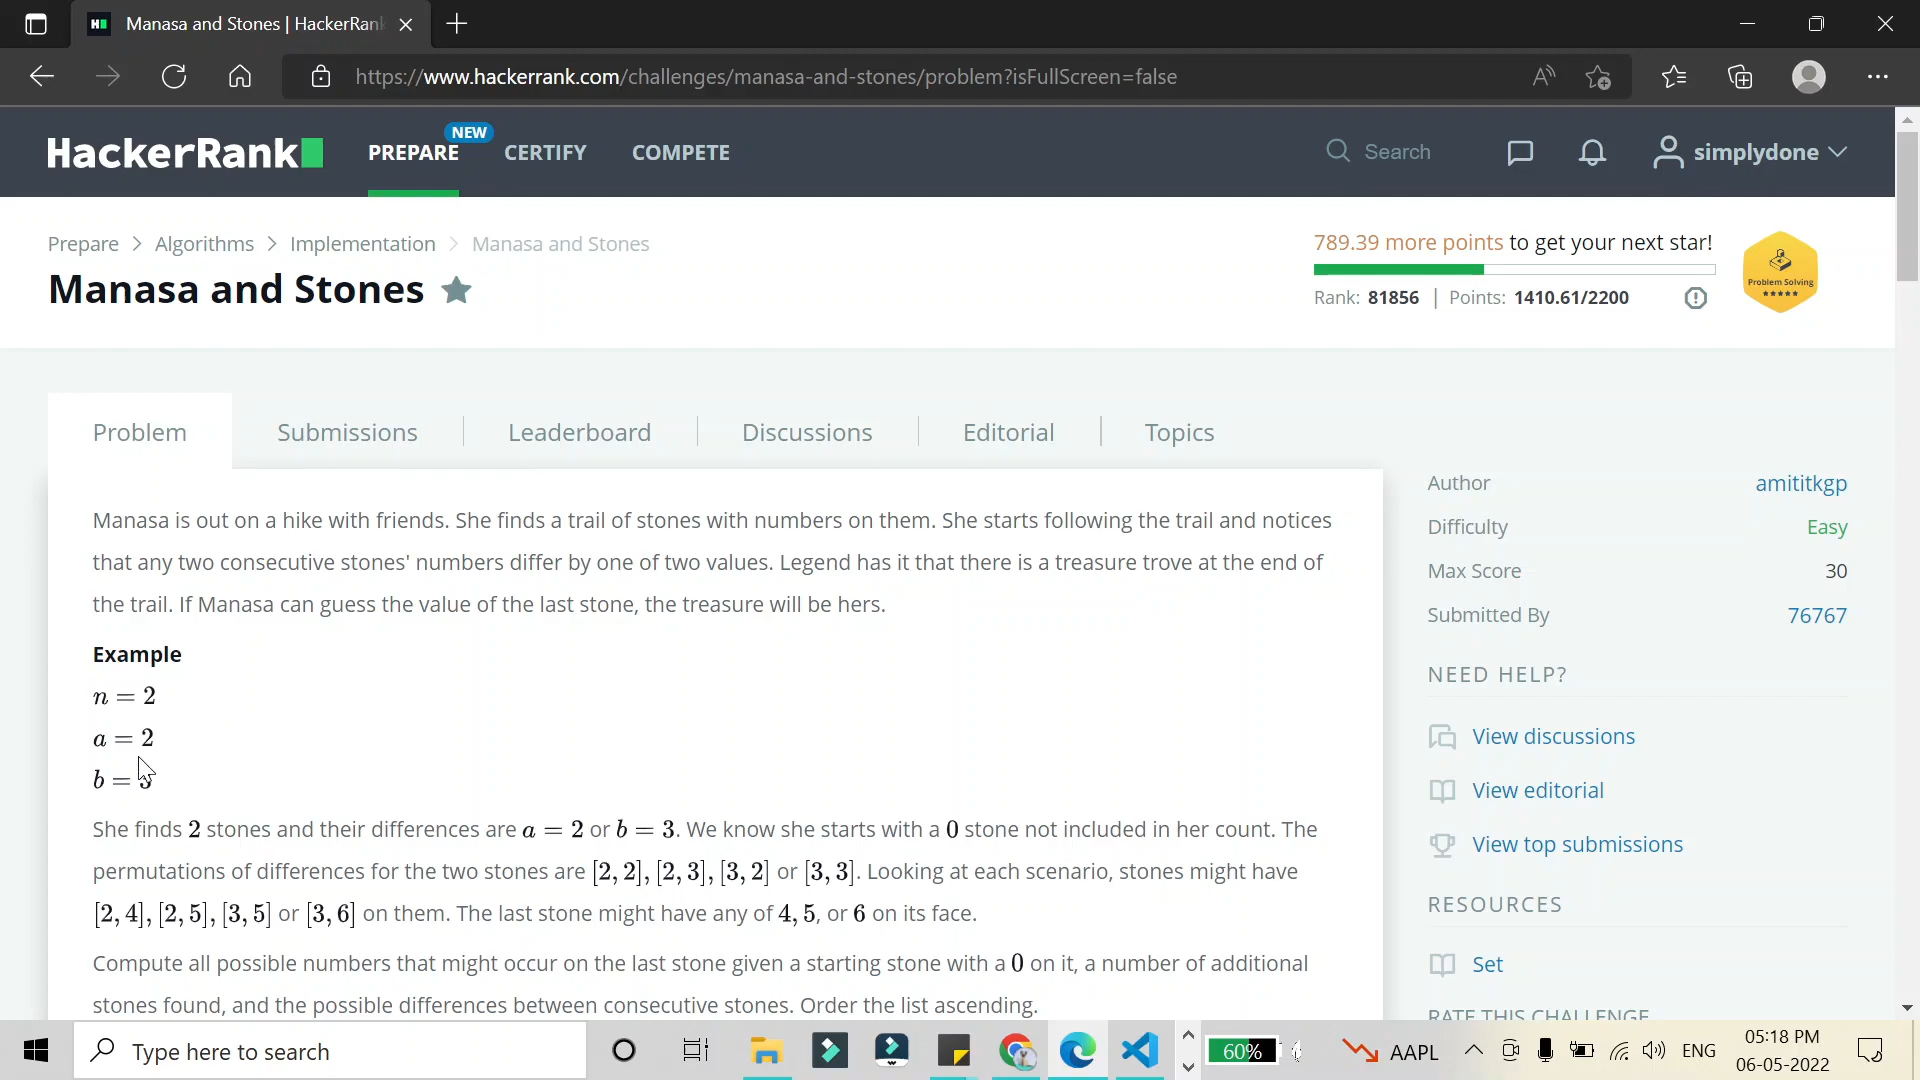 Manasa and Stones | HackerRank
https://www.hackerrank.com/challenges/manasa-and-stones/problem?isFullScreen=false
HackerRank
NEW
PREPARE
CERTIFY
COMPETE
Search
simplydone
Prepare > Algorithms > Implementation > Manasa and Stones
Manasa and Stones
789.39 more points to get your next star!
Rank: 81856 | Points: 1410.61/2200
Problem Solving
Problem
Submissions
Leaderboard
Discussions
Editorial
Topics
Manasa is out on a hike with friends. She finds a trail of stones with numbers on them. She starts following the trail and notices
that any two consecutive stones' numbers differ by one of two values. Legend has it that there is a treasure trove at the end of
the trail. If Manasa can guess the value of the last stone, the treasure will be hers.
Example
n = 2
a = 2
b = 3
She finds 2 stones and their differences are a = 2 or b = 3. We know she starts with a 0 stone not included in her count. The
permutations of differences for the two stones are [2, 2], [2, 3], [3, 2] or [3, 3]. Looking at each scenario, stones might have
[2, 4], [2, 5], [3, 5] or [3, 6] on them. The last stone might have any of 4, 5, or 6 on its face.
Compute all possible numbers that might occur on the last stone given a starting stone with a 0 on it, a number of additional
stones found, and the possible differences between consecutive stones. Order the list ascending.
Author amititkgp
Difficulty Easy
Max Score 30
Submitted By 76767
NEED HELP?
View discussions
View editorial
View top submissions
RESOURCES
Set
RATE THIS CHALLENGE
Type here to search
60%
AAPL
ENG
05:18 PM
06-05-2022